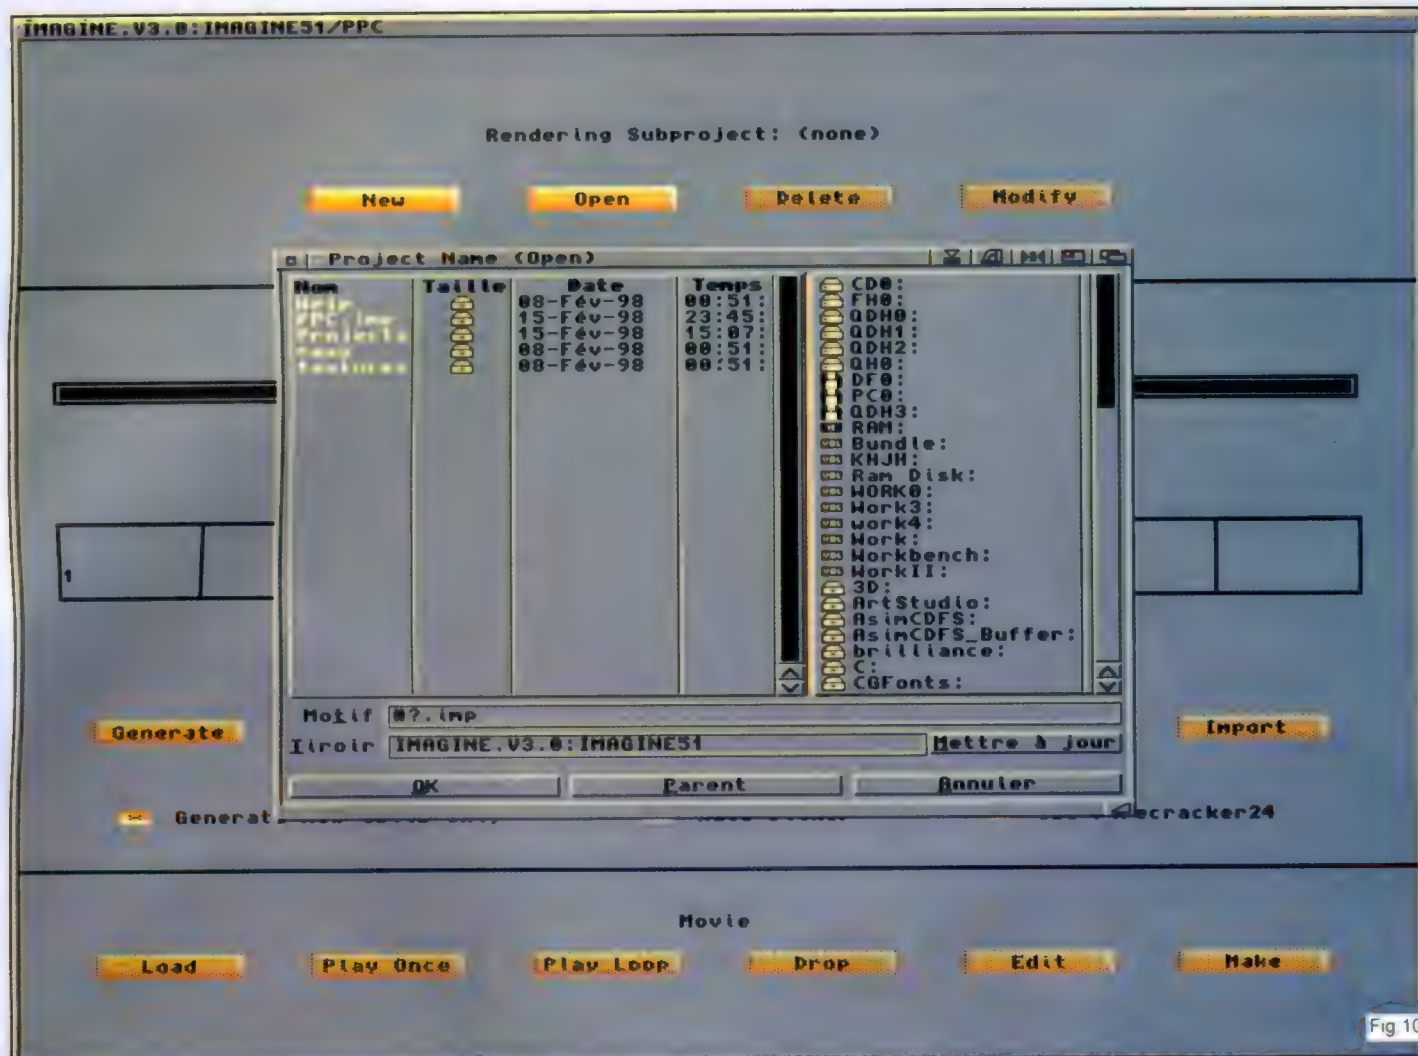 IMAGINE.V3.0:IMAGINE51/PPC
Rendering Subproject: (none)
New Open Delete Modify
Project Name (Open)
Nom Taille Date Temps
08-Fév-98 00:51:
PPC.imp 15-Fév-98 23:45:
Projects 15-Fév-98 15:07:
08-Fév-98 00:51:
Textures 08-Fév-98 00:51:
CD0:
FH0:
QDH0:
QDH1:
QDH2:
QH0:
DF0:
PC0:
QDH3:
RAM:
Bundle:
KHJH:
Ram Disk:
WORK0:
Work3:
work4:
Work:
Workbench:
WorkII:
3D:
ArtStudio:
AsimCDFS:
AsimCDFS_Buffer:
brilliance:
C:
CGFonts:
1
Motif #?.imp
Tiroir IMAGINE.V3.0:IMAGINE51 Mettre à jour
OK Parent Annuler
Generate Import
Generat
ecracker24
Movie
Load Play Once Play Loop Drop Edit Make
Fig 10